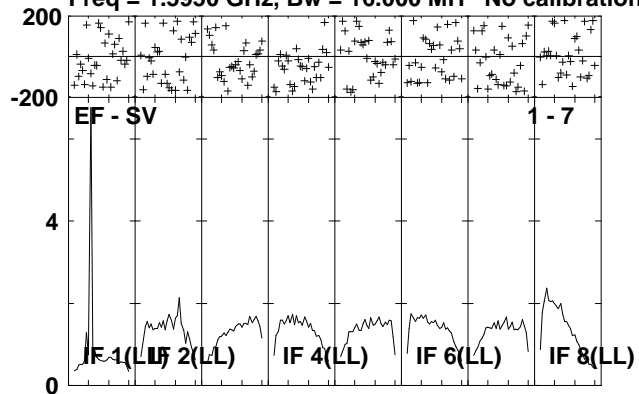 Freq = 1.5950 GHz, Bw = 16.000 MH No calibration
200
-200
EF - SV
1 - 7
4
IF 1(LL)
IF 2(LL)
IF 4(LL)
IF 6(LL)
IF 8(LL)
0